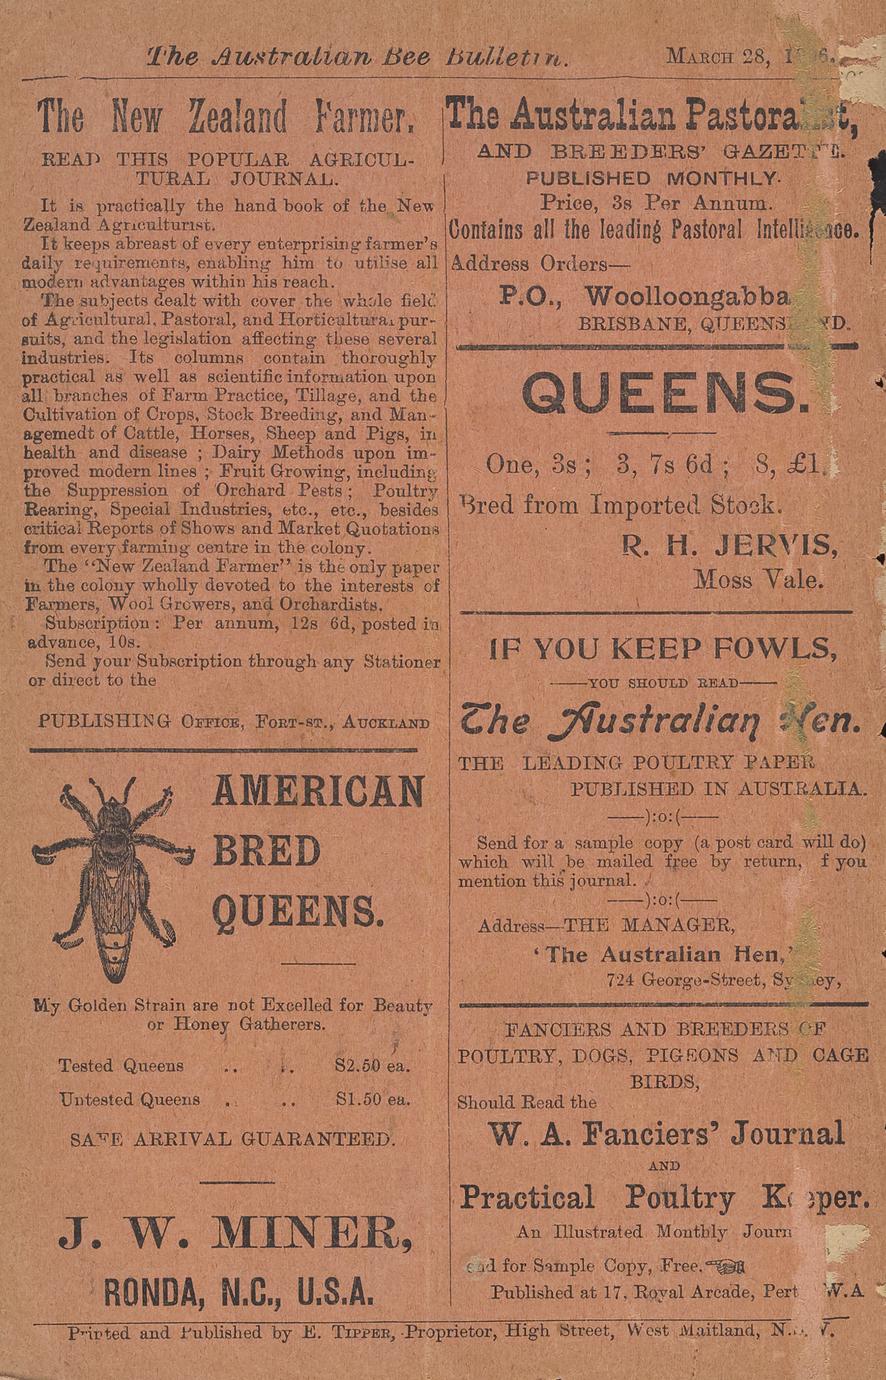 The Australian Bee Bulletin.
MARCH 28,
The New Zealand Farmer.
READ THIS POPULAR AGRICUL-
TURAL JOURNAL.
It is practically the hand book of the New
Zealand Agriculturist.
It keeps abreast of every enterprising farmer's
daily requirements, enabling him to utilise all
modern advantages within his reach.
The subjects dealt with cover the whole field
of Agricultural, Pastoral, and Horticultural pur-
suits, and the legislation affecting these several
industries. Its columns contain thoroughly
practical as well as scientific information upon
all branches of Farm Practice, Tillage, and the
Cultivation of Crops, Stock Breeding, and Man-
agemedt of Cattle, Horses, Sheep and Pigs, in
health and disease ; Dairy Methods upon im-
proved modern lines ; Fruit Growing, including
the Suppression of Orchard Pests ; Poultry
Rearing, Special Industries, etc., etc., besides
critical Reports of Shows and Market Quotations
from every farming centre in the colony.
The "New Zealand Farmer" is the only paper
in the colony wholly devoted to the interests of
Farmers, Wool Growers, and Orchardists.
Subscription : Per annum, 12s 6d, posted in
advance, 10s.
Send your Subscription through any Stationer
or direct to the
PUBLISHING OFFICE, FORT-ST., AUCKLAND
AMERICAN
BRED
QUEENS.
My Golden Strain are not Excelled for Beauty
or Honey Gatherers.
Tested Queens .. .. $2.50 ea.
Untested Queens .. .. $1.50 ea.
SAFE ARRIVAL GUARANTEED.
J. W. MINER,
RONDA, N.C., U.S.A.
The Australian Pastoralist,
AND BREEDERS' GAZETTE.
PUBLISHED MONTHLY.
Price, 3s Per Annum.
Contains all the leading Pastoral Intelligence.
Address Orders—
P.O., Woolloongabba
BRISBANE, QUEENSLAND.
QUEENS.
One, 3s ; 3, 7s 6d ; 8, £1.
Bred from Imported Stock.
R. H. JERVIS,
Moss Vale.
IF YOU KEEP FOWLS,
——YOU SHOULD READ——
The Australian Hen.
THE LEADING POULTRY PAPER
PUBLISHED IN AUSTRALIA.
——):o:(——
Send for a sample copy (a post card will do)
which will be mailed free by return, f you
mention this journal.
——):o:(——
Address—THE MANAGER,
'The Australian Hen,'
724 George-Street, Sydney,
FANCIERS AND BREEDERS OF
POULTRY, DOGS, PIGEONS AND CAGE
BIRDS,
Should Read the
W. A. Fanciers' Journal
AND
Practical Poultry Keeper.
An Illustrated Monthly Journ
end for Sample Copy, Free.
Published at 17, Royal Arcade, Pert W.A
Printed and Published by E. TIPPER, Proprietor, High Street, West Maitland, N.S.W.